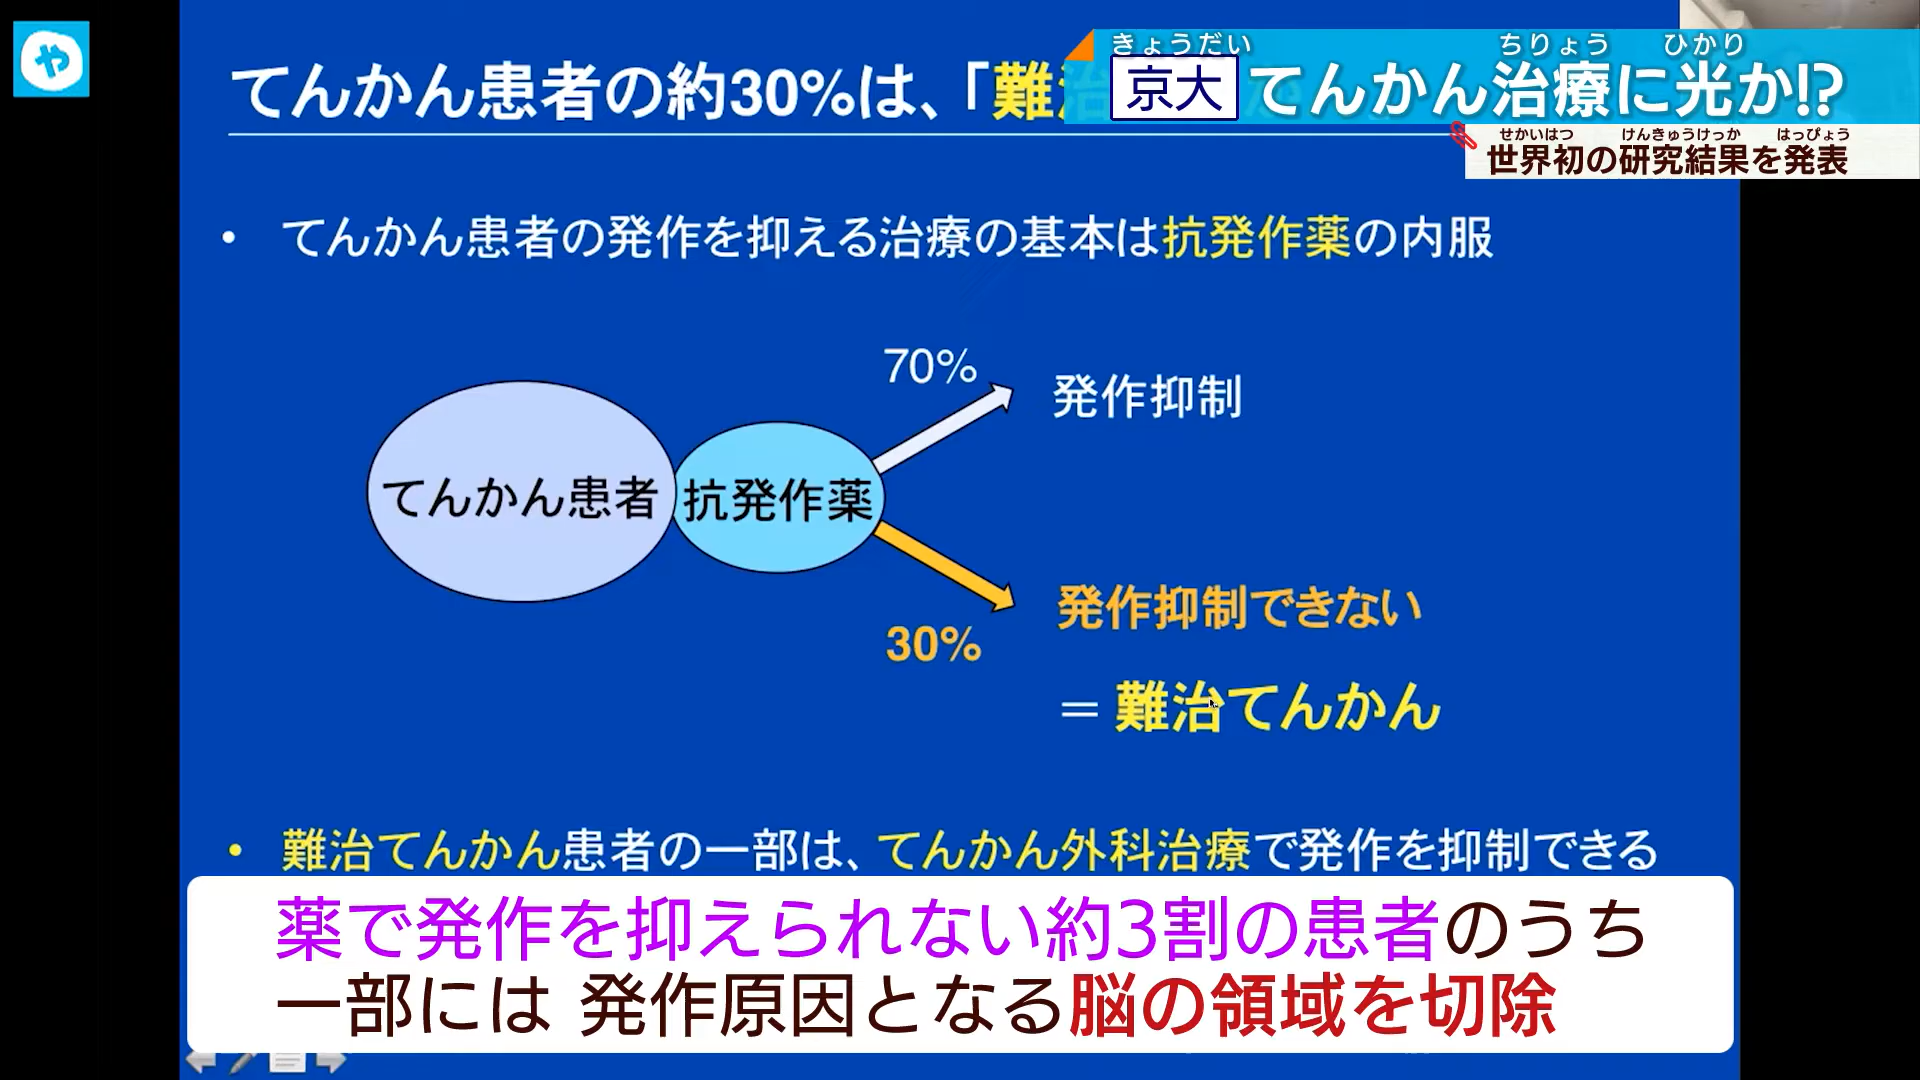 や
てんかん患者の約30%は、「難治
きょうだい ちりょう ひかり
京大 てんかん治療に光か!?
せかいはつ けんきゅうけっか はっぴょう
世界初の研究結果を発表
• てんかん患者の発作を抑える治療の基本は抗発作薬の内服
70%
発作抑制
てんかん患者
抗発作薬
発作抑制できない
30%
= 難治てんかん
• 難治てんかん患者の一部は、てんかん外科治療で発作を抑制できる
薬で発作を抑えられない約3割の患者のうち
一部には 発作原因となる脳の領域を切除